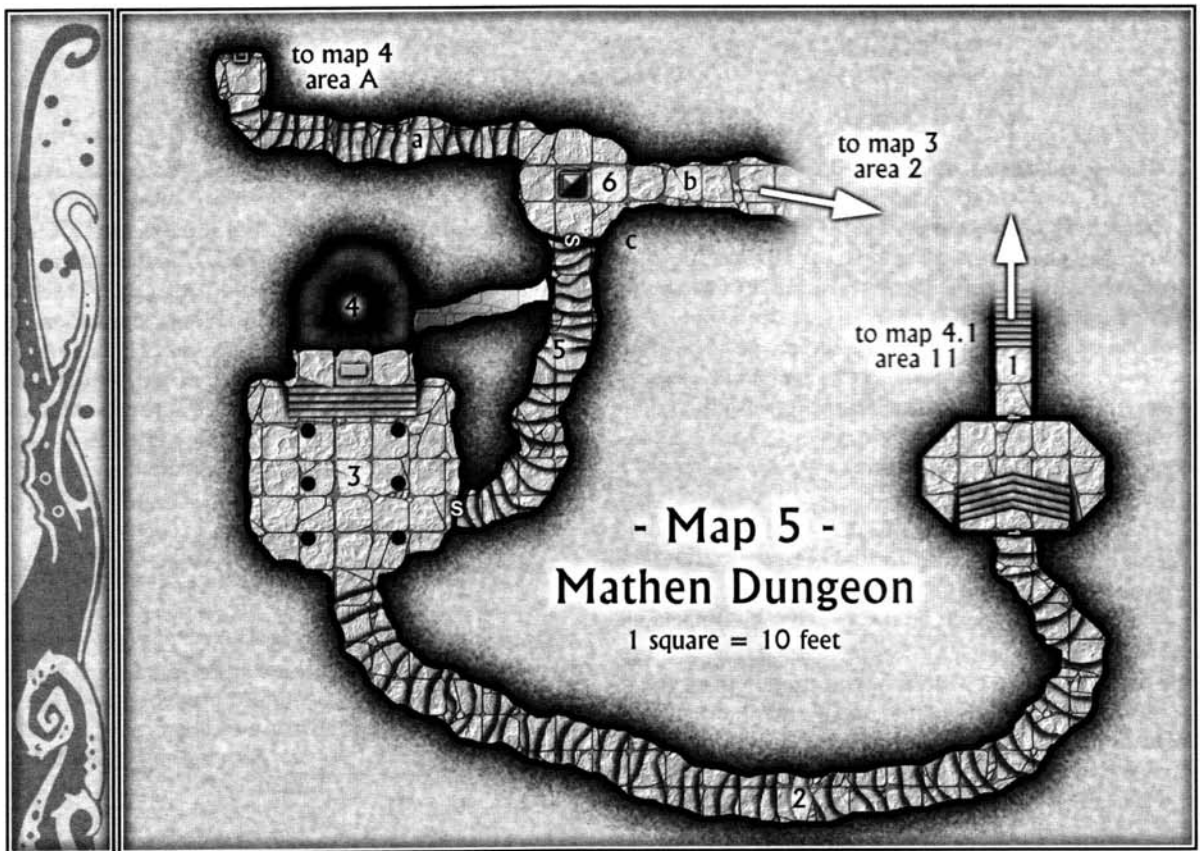 to map 4
area A
a
to map 3
area 2
6
b
S
c
4
5
to map 4.1
area 11
1
3
S
- Map 5 -
Mathen Dungeon
1 square = 10 feet
2